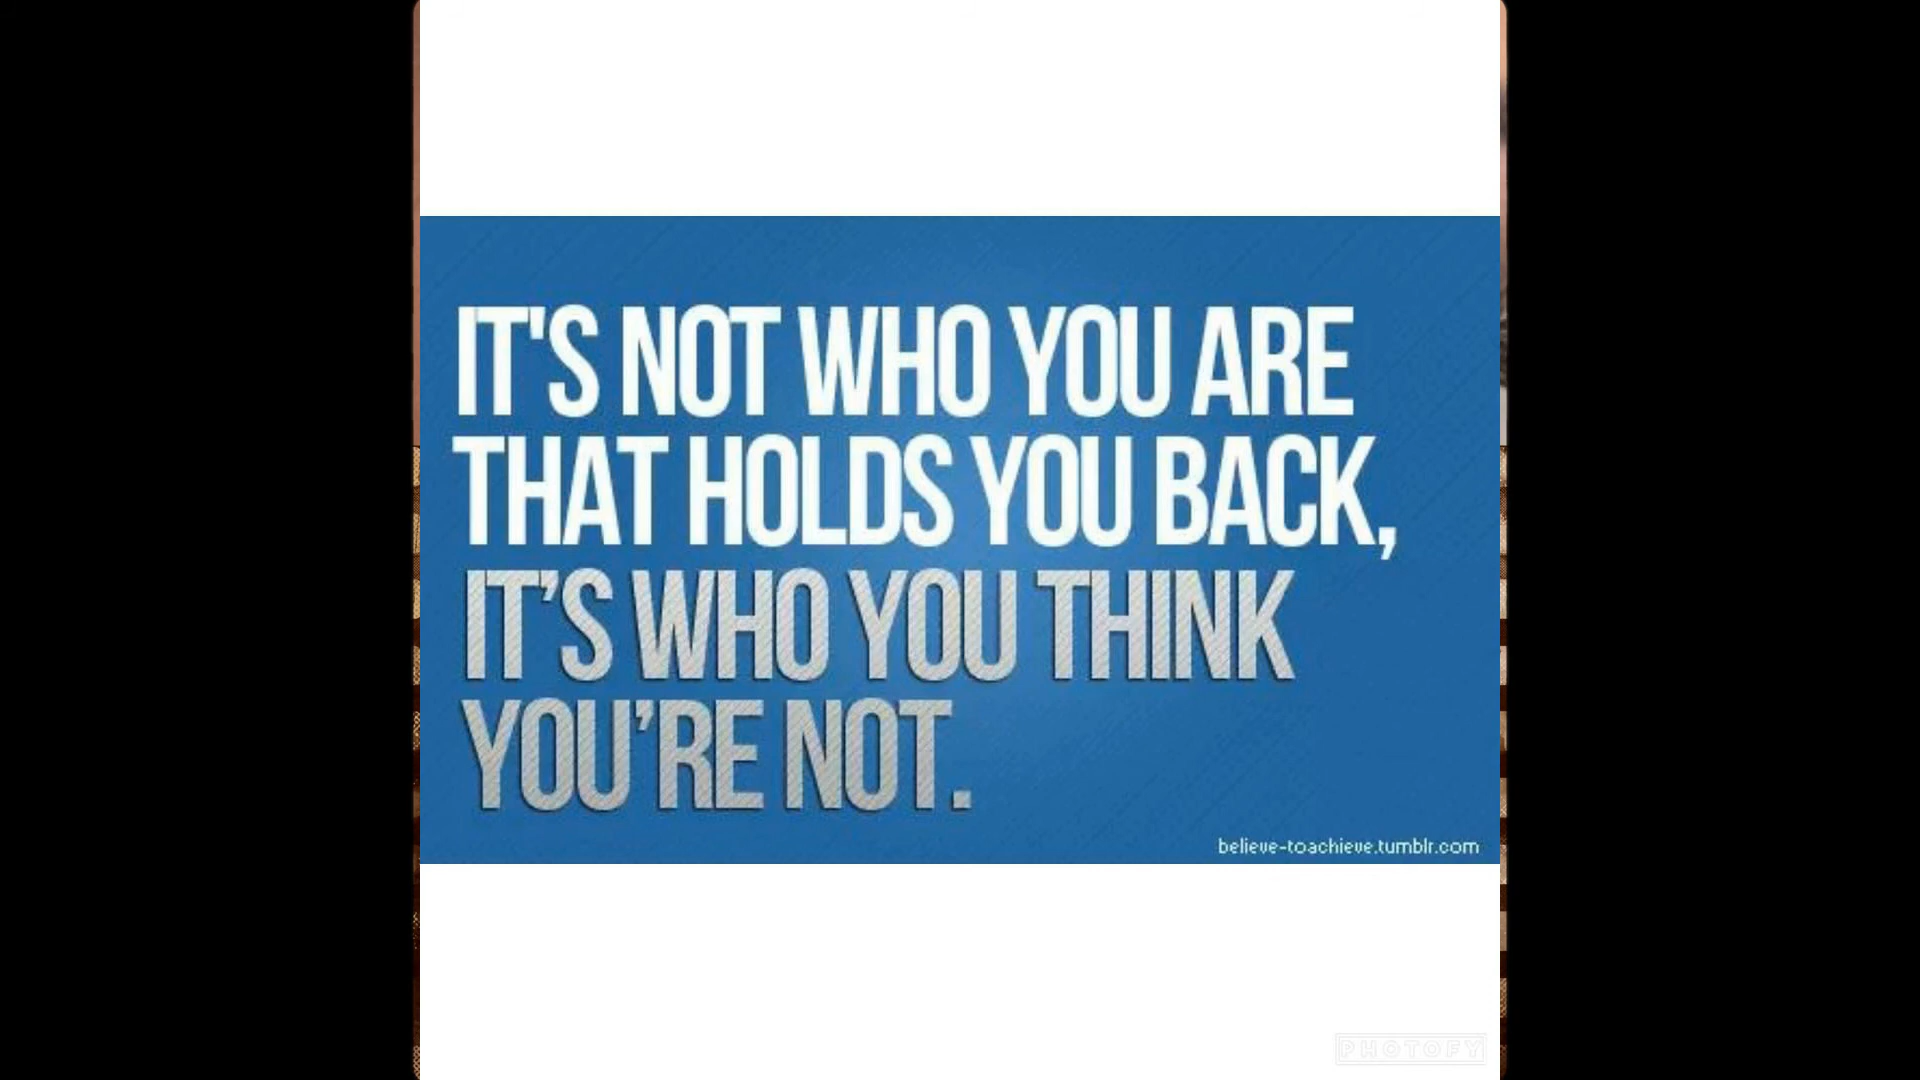 IT'S NOT WHO YOU ARE
THAT HOLDS YOU BACK,
IT’S WHO YOU THINK
YOU’RE NOT.
believe-toachieve.tumblr.com
PHOTOFY